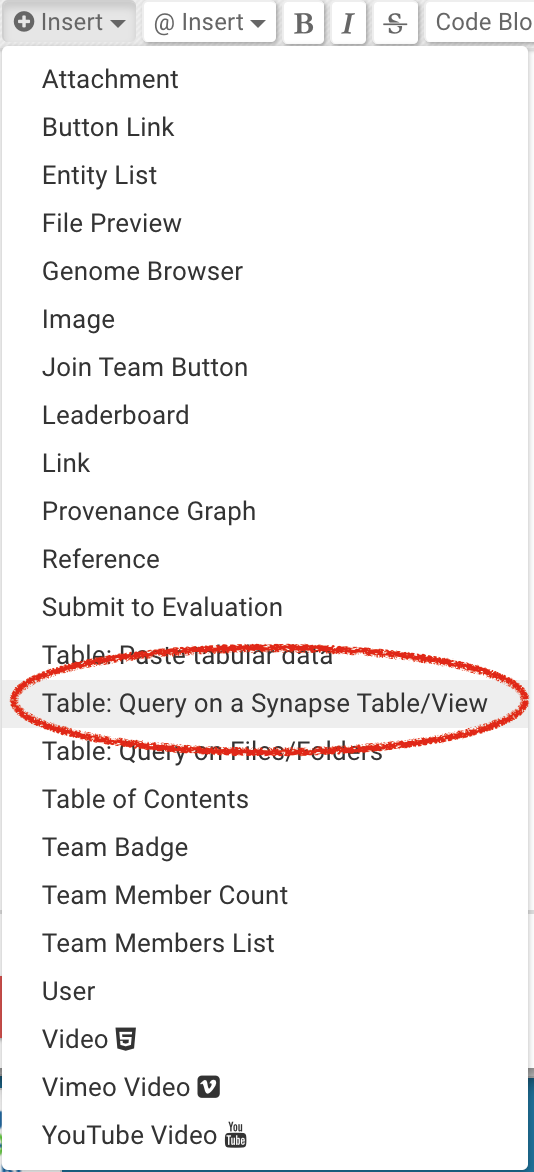 Insert @ Insert B I S Code Blo
Attachment
Button Link
Entity List
File Preview
Genome Browser
Image
Join Team Button
Leaderboard
Link
Provenance Graph
Reference
Submit to Evaluation
Table: Paste tabular data
Table: Query on a Synapse Table/View
Table: Query on Files/Folders
Table of Contents
Team Badge
Team Member Count
Team Members List
User
Video
Vimeo Video
YouTube Video You Tube